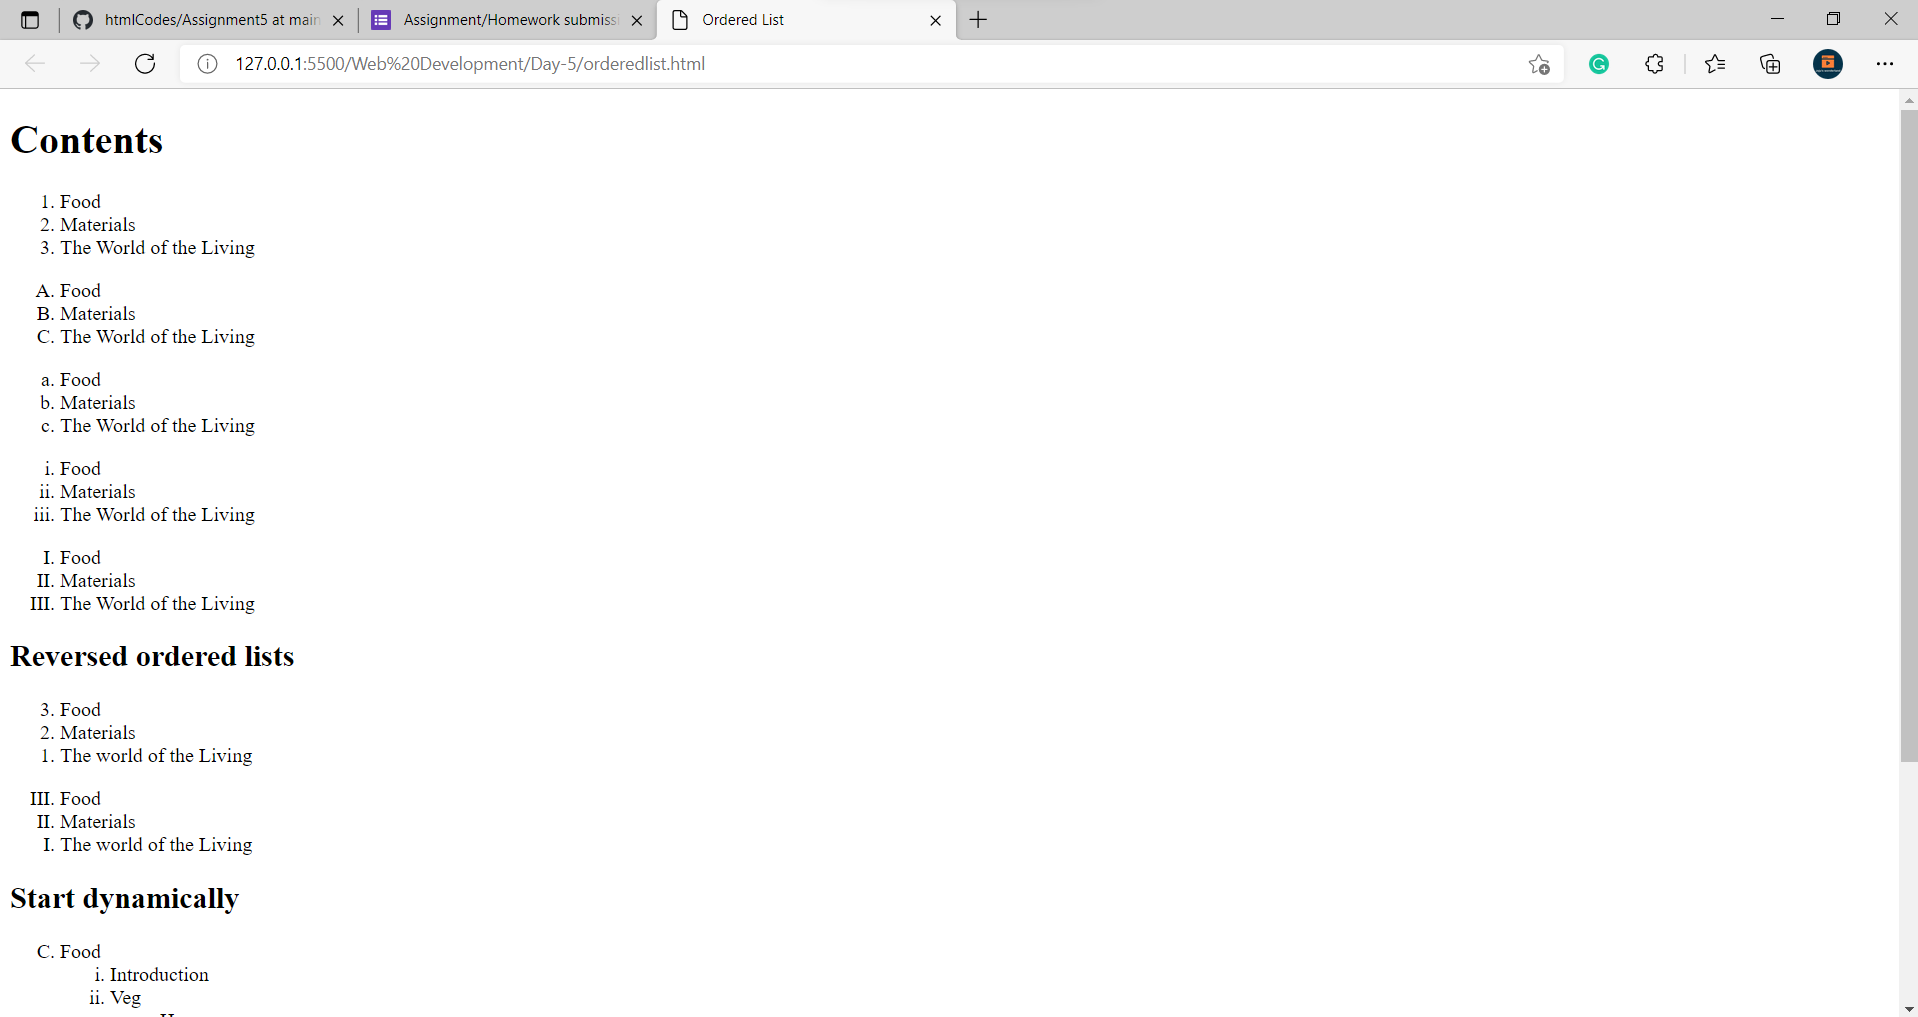 htmlCodes/Assignment5 at main
Assignment/Homework submiss
Ordered List
127.0.0.1:5500/Web%20Development/Day-5/orderedlist.html
Contents
1. Food
2. Materials
3. The World of the Living
A. Food
B. Materials
C. The World of the Living
a. Food
b. Materials
c. The World of the Living
i. Food
ii. Materials
iii. The World of the Living
I. Food
II. Materials
III. The World of the Living
Reversed ordered lists
3. Food
2. Materials
1. The world of the Living
III. Food
II. Materials
I. The world of the Living
Start dynamically
C. Food
i. Introduction
ii. Veg